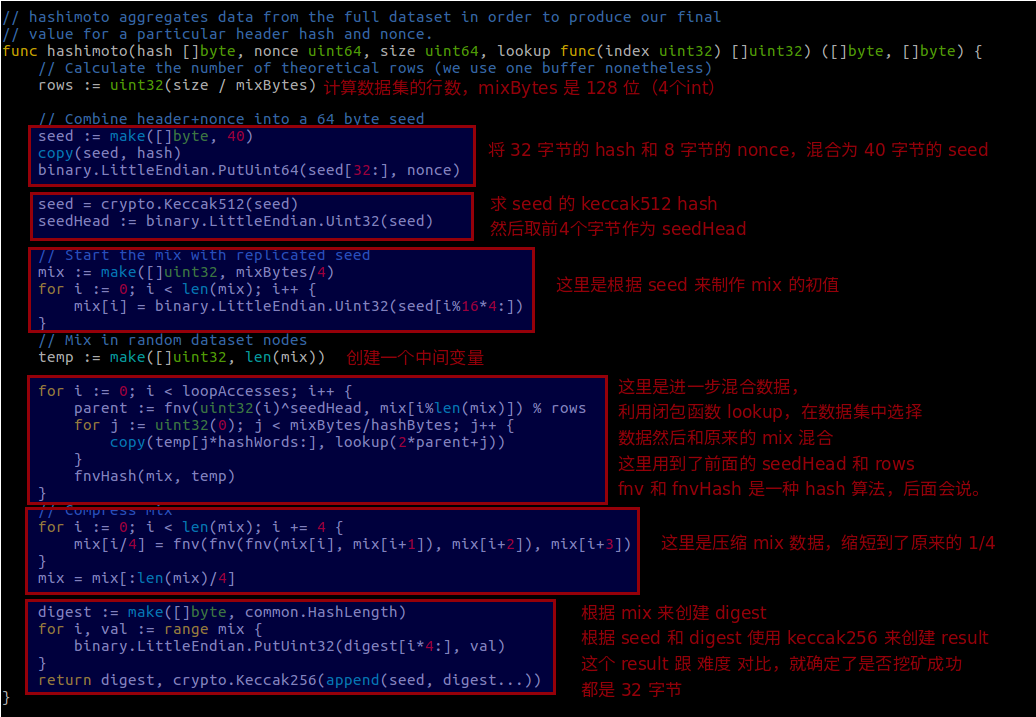 // hashimoto aggregates data from the full dataset in order to produce our final
// value for a particular header hash and nonce.
func hashimoto(hash []byte, nonce uint64, size uint64, lookup func(index uint32) []uint32) ([]byte, []byte) {
// Calculate the number of theoretical rows (we use one buffer nonetheless)
rows := uint32(size / mixBytes) 计算数据集的行数，mixBytes 是 128 位（4个int）
// Combine header+nonce into a 64 byte seed
seed := make([]byte, 40)
copy(seed, hash)
binary.LittleEndian.PutUint64(seed[32:], nonce)
将 32 字节的 hash 和 8 字节的 nonce，混合为 40 字节的 seed
seed = crypto.Keccak512(seed)
seedHead := binary.LittleEndian.Uint32(seed)
求 seed 的 keccak512 hash
然后取前4个字节作为 seedHead
// Start the mix with replicated seed
mix := make([]uint32, mixBytes/4)
for i := 0; i < len(mix); i++ {
mix[i] = binary.LittleEndian.Uint32(seed[i%16*4:])
}
这里是根据 seed 来制作 mix 的初值
// Mix in random dataset nodes
temp := make([]uint32, len(mix)) 创建一个中间变量
for i := 0; i < loopAccesses; i++ {
parent := fnv(uint32(i)^seedHead, mix[i%len(mix)]) % rows
for j := uint32(0); j < mixBytes/hashBytes; j++ {
copy(temp[j*hashWords:], lookup(2*parent+j))
}
fnvHash(mix, temp)
}
这里是进一步混合数据，
利用闭包函数 lookup，在数据集中选择
数据然后和原来的 mix 混合
这里用到了前面的 seedHead 和 rows
fnv 和 fnvHash 是一种 hash 算法，后面会说。
// Compress mix
for i := 0; i < len(mix); i += 4 {
mix[i/4] = fnv(fnv(fnv(mix[i], mix[i+1]), mix[i+2]), mix[i+3])
}
mix = mix[:len(mix)/4]
这里是压缩 mix 数据，缩短到了原来的 1/4
digest := make([]byte, common.HashLength)
for i, val := range mix {
binary.LittleEndian.PutUint32(digest[i*4:], val)
}
return digest, crypto.Keccak256(append(seed, digest...))
根据 mix 来创建 digest
根据 seed 和 digest 使用 keccak256 来创建 result
这个 result 跟 难度 对比，就确定了是否挖矿成功
都是 32 字节
}